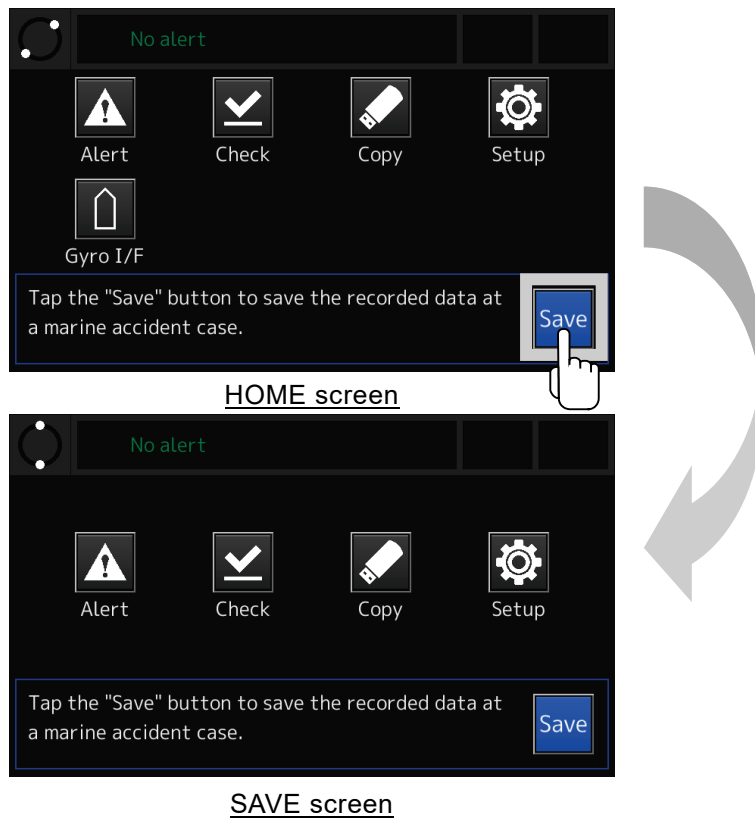 No alert
Alert Check Copy Setup
Gyro I/F
Tap the "Save" button to save the recorded data at
a marine accident case.
Save
HOME screen
No alert
Alert Check Copy Setup
Tap the "Save" button to save the recorded data at
a marine accident case.
Save
SAVE screen